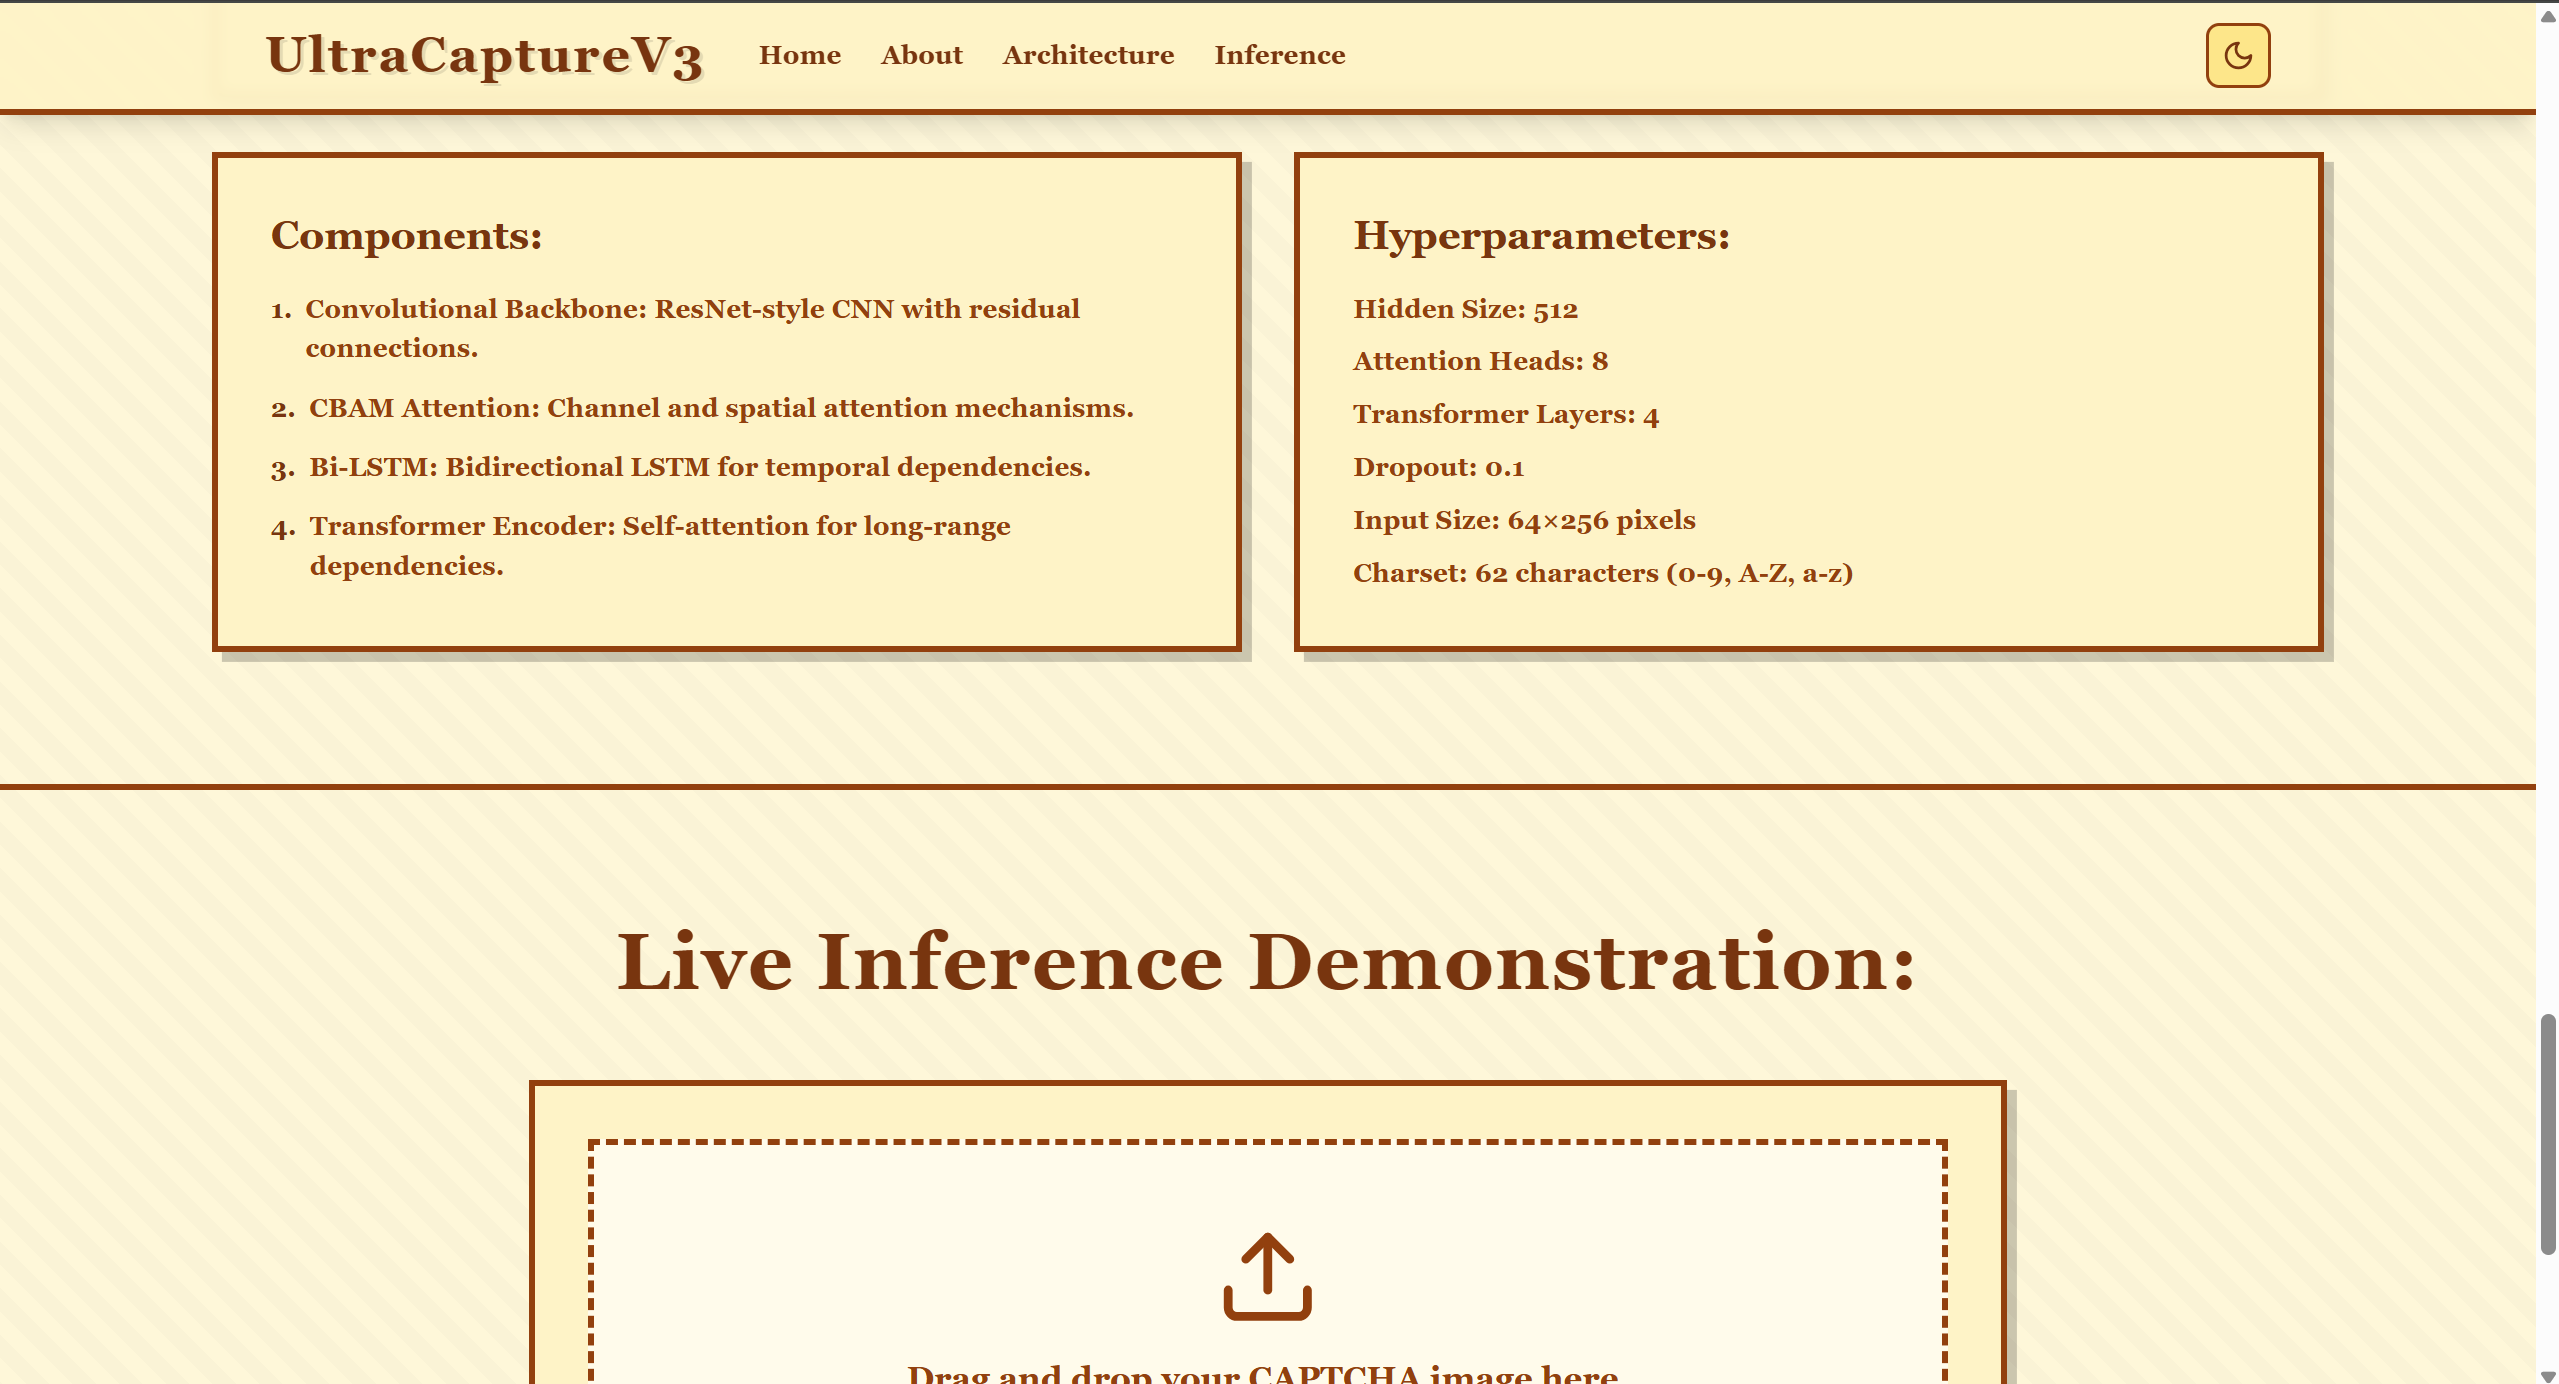 UltraCaptureV3
Home
About
Architecture
Inference
Components:
1. Convolutional Backbone: ResNet-style CNN with residual
connections.
2. CBAM Attention: Channel and spatial attention mechanisms.
3. Bi-LSTM: Bidirectional LSTM for temporal dependencies.
4. Transformer Encoder: Self-attention for long-range
dependencies.
Hyperparameters:
Hidden Size: 512
Attention Heads: 8
Transformer Layers: 4
Dropout: 0.1
Input Size: 64×256 pixels
Charset: 62 characters (0-9, A-Z, a-z)
Live Inference Demonstration:
Drag and drop your CAPTCHA image here